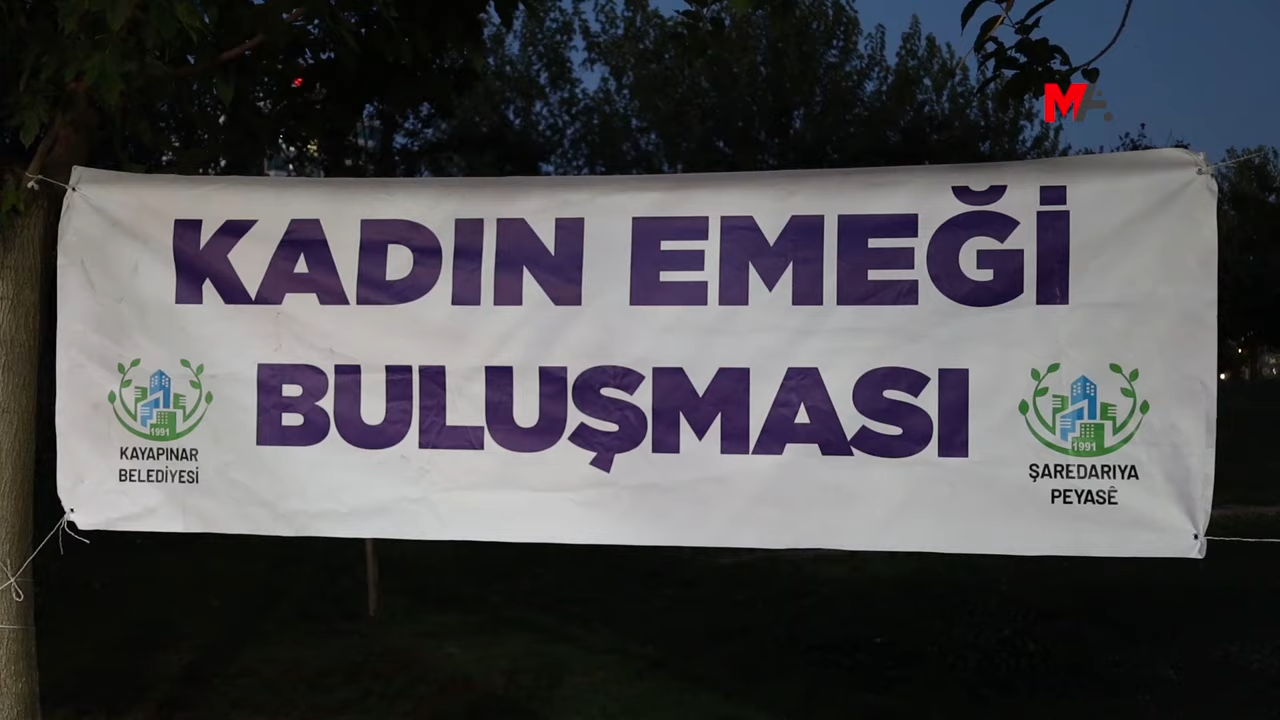 MA
KADIN EMEĞİ
BULUŞMASI
1991
KAYAPINAR
BELEDİYESİ
1991
ŞAREDARIYA
PEYASÊ